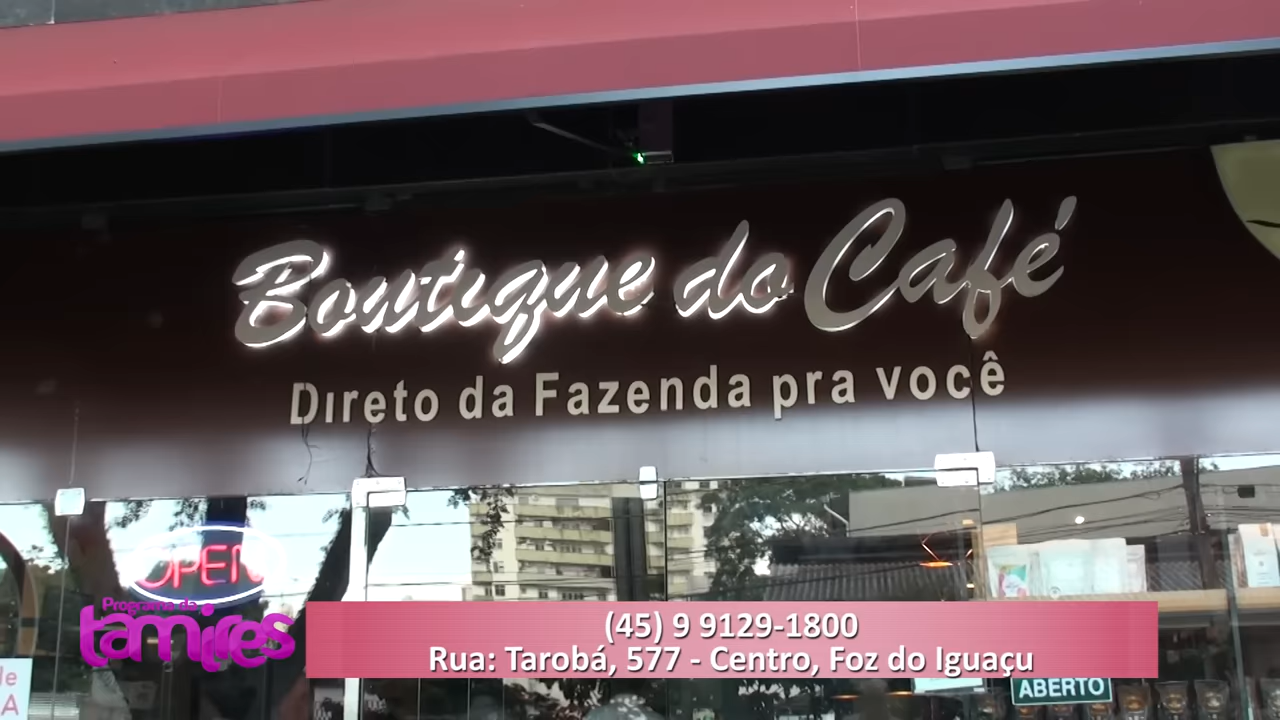 Boutique do Café
Direto da Fazenda pra você
OPEN
Programa da
tamires
(45) 9 9129-1800
Rua: Tarobá, 577 - Centro, Foz do Iguaçu
de
A
ABERTO